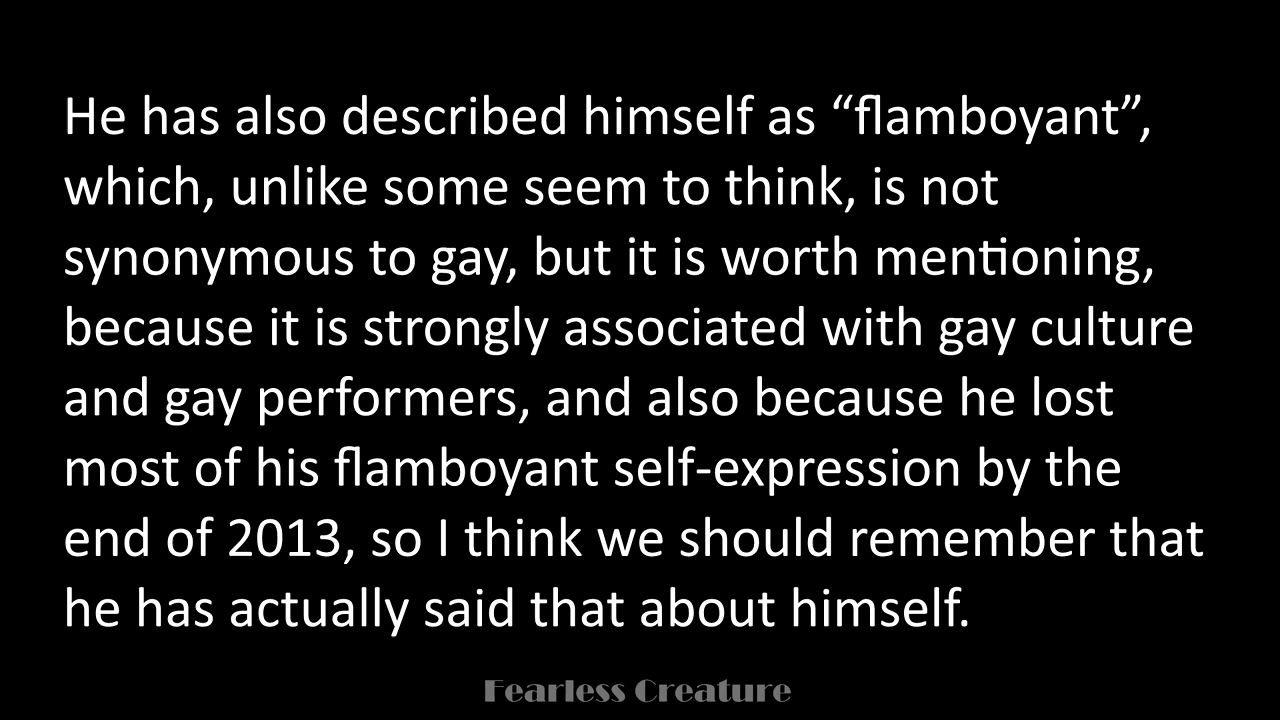 He has also described himself as “flamboyant”,
which, unlike some seem to think, is not
synonymous to gay, but it is worth mentioning,
because it is strongly associated with gay culture
and gay performers, and also because he lost
most of his flamboyant self-expression by the
end of 2013, so I think we should remember that
he has actually said that about himself.
Fearless Creature